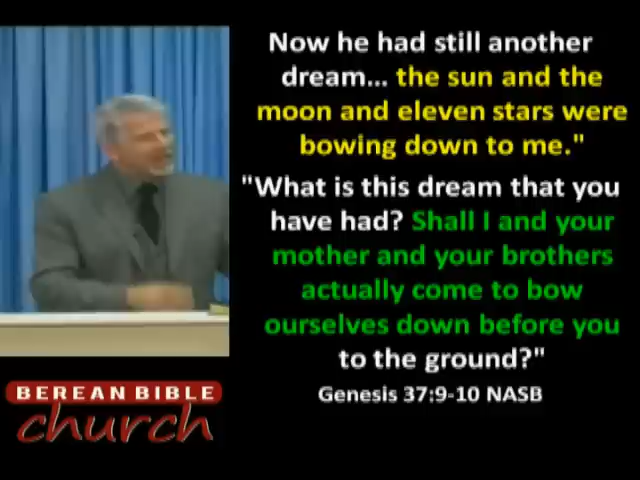 Now he had still another
dream... the sun and the
moon and eleven stars were
bowing down to me."
"What is this dream that you
have had? Shall I and your
mother and your brothers
actually come to bow
ourselves down before you
to the ground?"
Genesis 37:9-10 NASB
BEREAN BIBLE
church